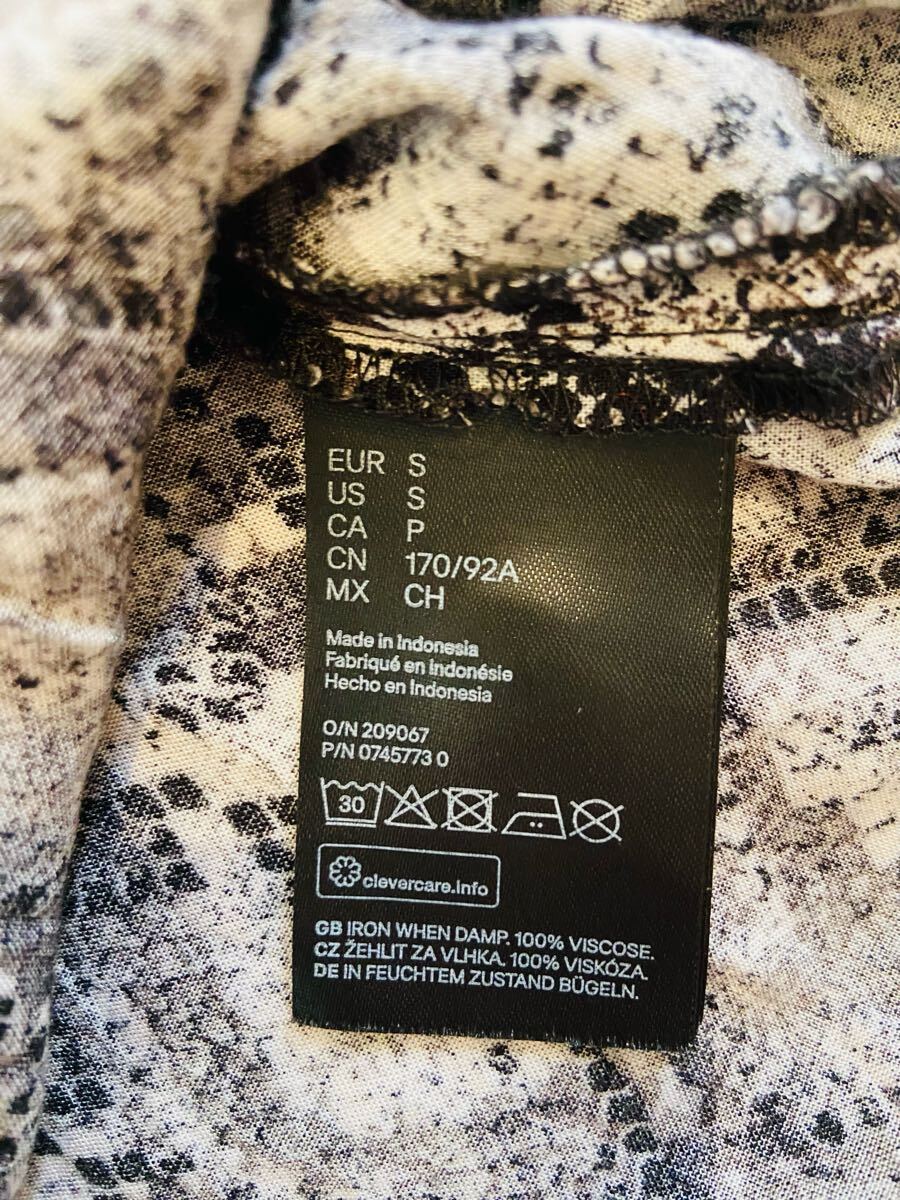 EUR S
US S
CA P
CN 170/92A
MX CH
Made in Indonesia
Fabriqué en Indonésie
Hecho en Indonesia
O/N 209067
P/N 0745773 0
30
clevercare.info
GB IRON WHEN DAMP. 100% VISCOSE.
CZ ŽEHLIT ZA VLHKA. 100% VISKÓZA.
DE IN FEUCHTEM ZUSTAND BÜGELN.